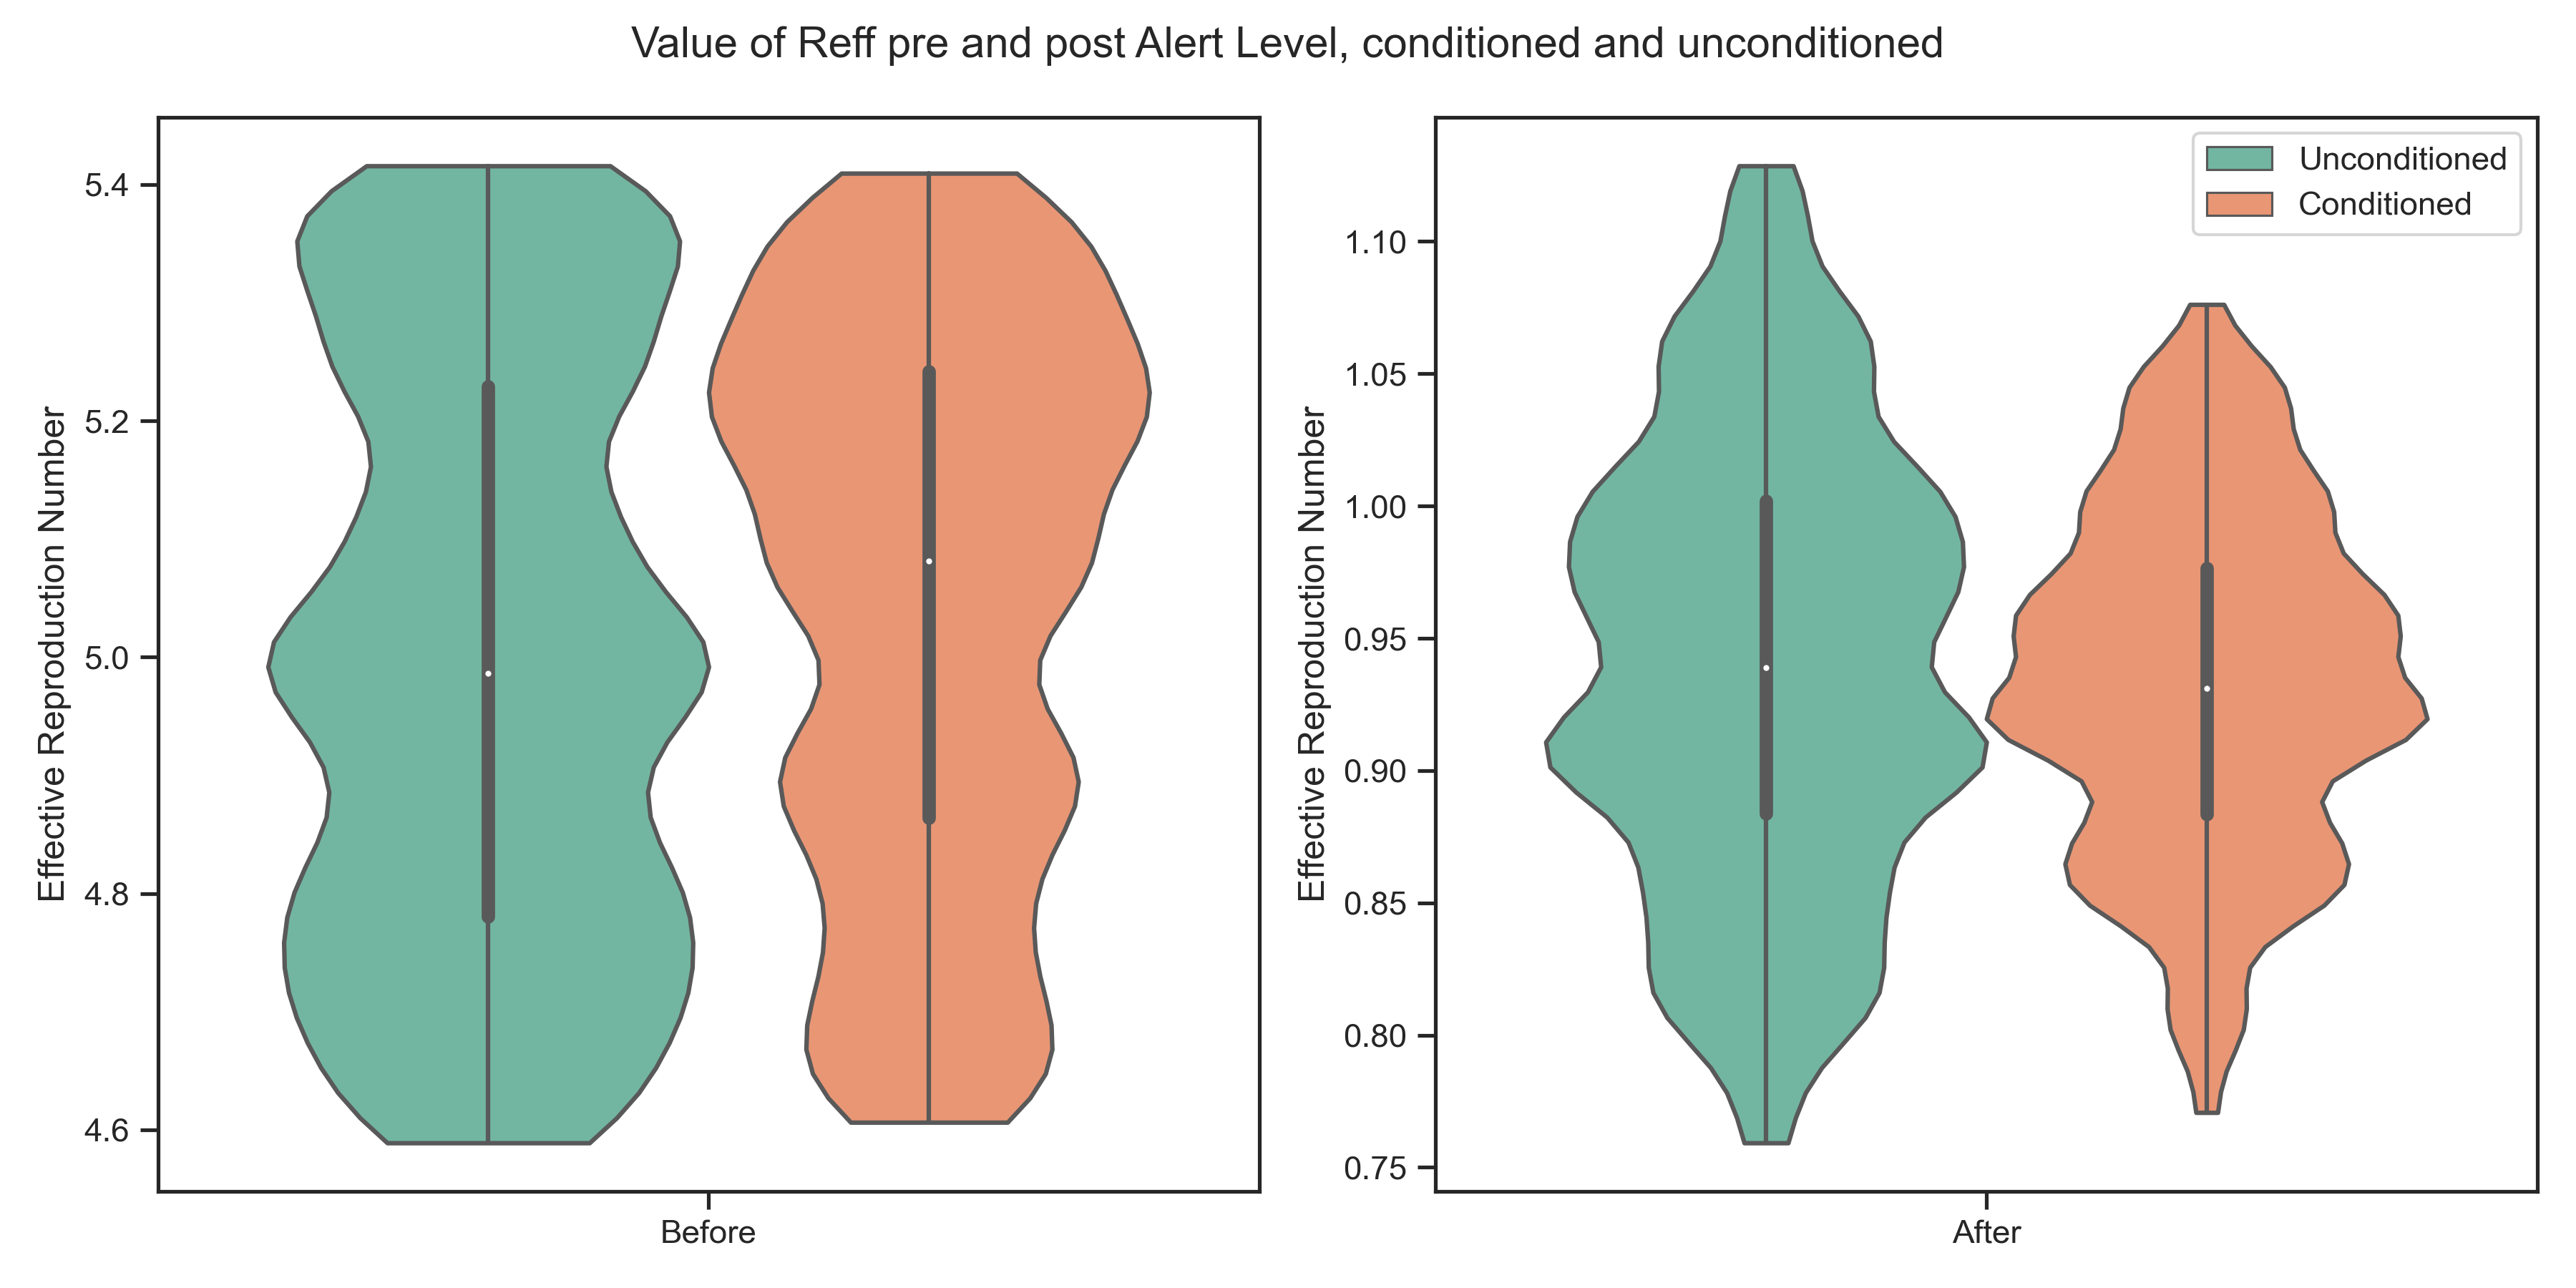 Value of Reff pre and post Alert Level, conditioned and unconditioned
Effective Reproduction Number
5.4
5.2
5.0
4.8
4.6
Before
Effective Reproduction Number
1.10
1.05
1.00
0.95
0.90
0.85
0.80
0.75
After
Unconditioned
Conditioned